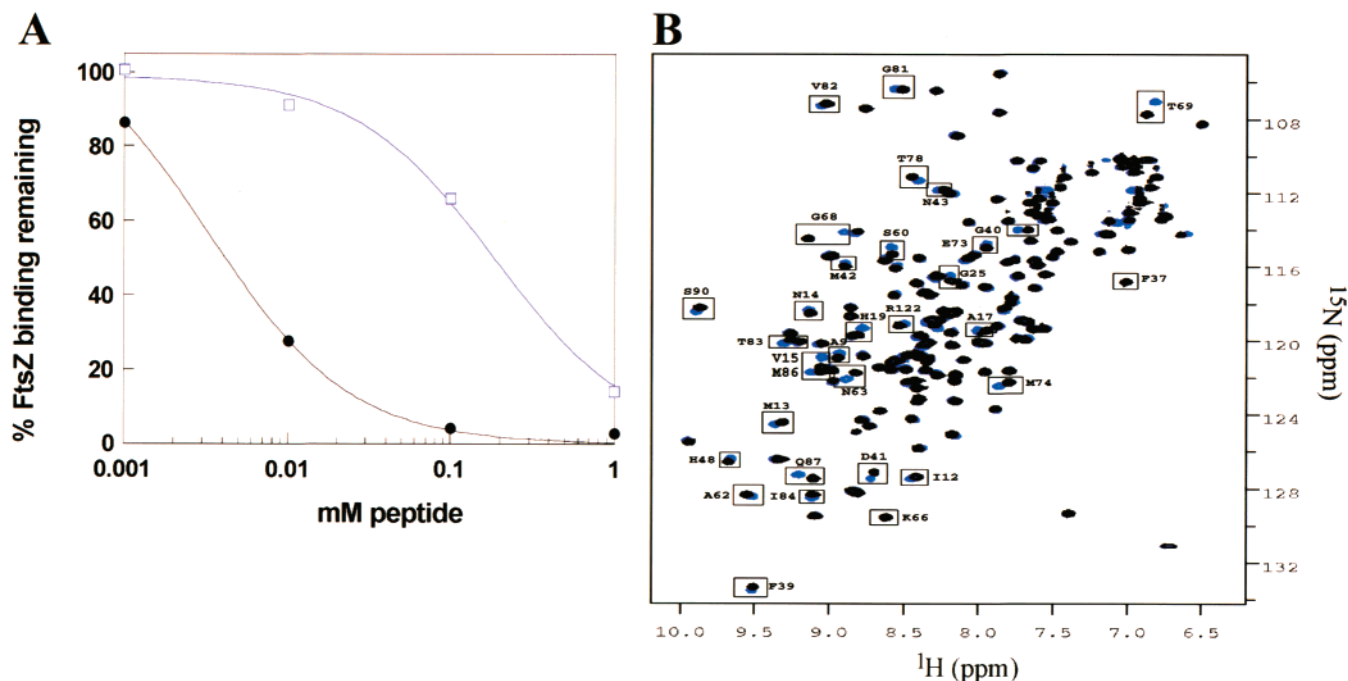 A
% FtsZ binding remaining
100
80
60
40
20
0
0.001 0.01 0.1 1
mM peptide
B
G81
V82
T69
108
T78
N43
112
G68
S60
E73
G40
M42
G25
116
F37
S90
N14
H19
R122
A17
T83
A9
120
V15
M86
N63
M74
M13
124
H48
Q87
D41
I12
A62
I84
128
K66
F39
132
15N (ppm)
10.0 9.5 9.0 8.5 8.0 7.5 7.0 6.5
1H (ppm)